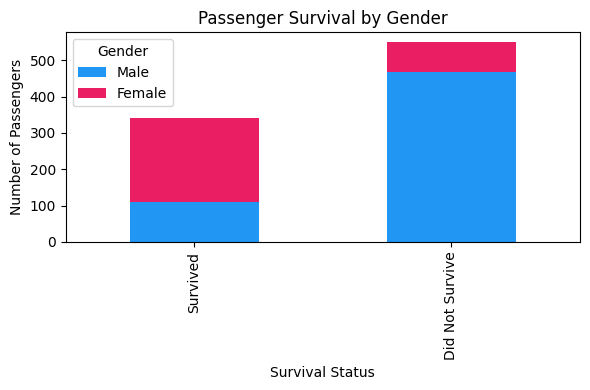 Passenger Survival by Gender
Number of Passengers
500
400
300
200
100
0
Gender
Male
Female
Survived
Did Not Survive
Survival Status